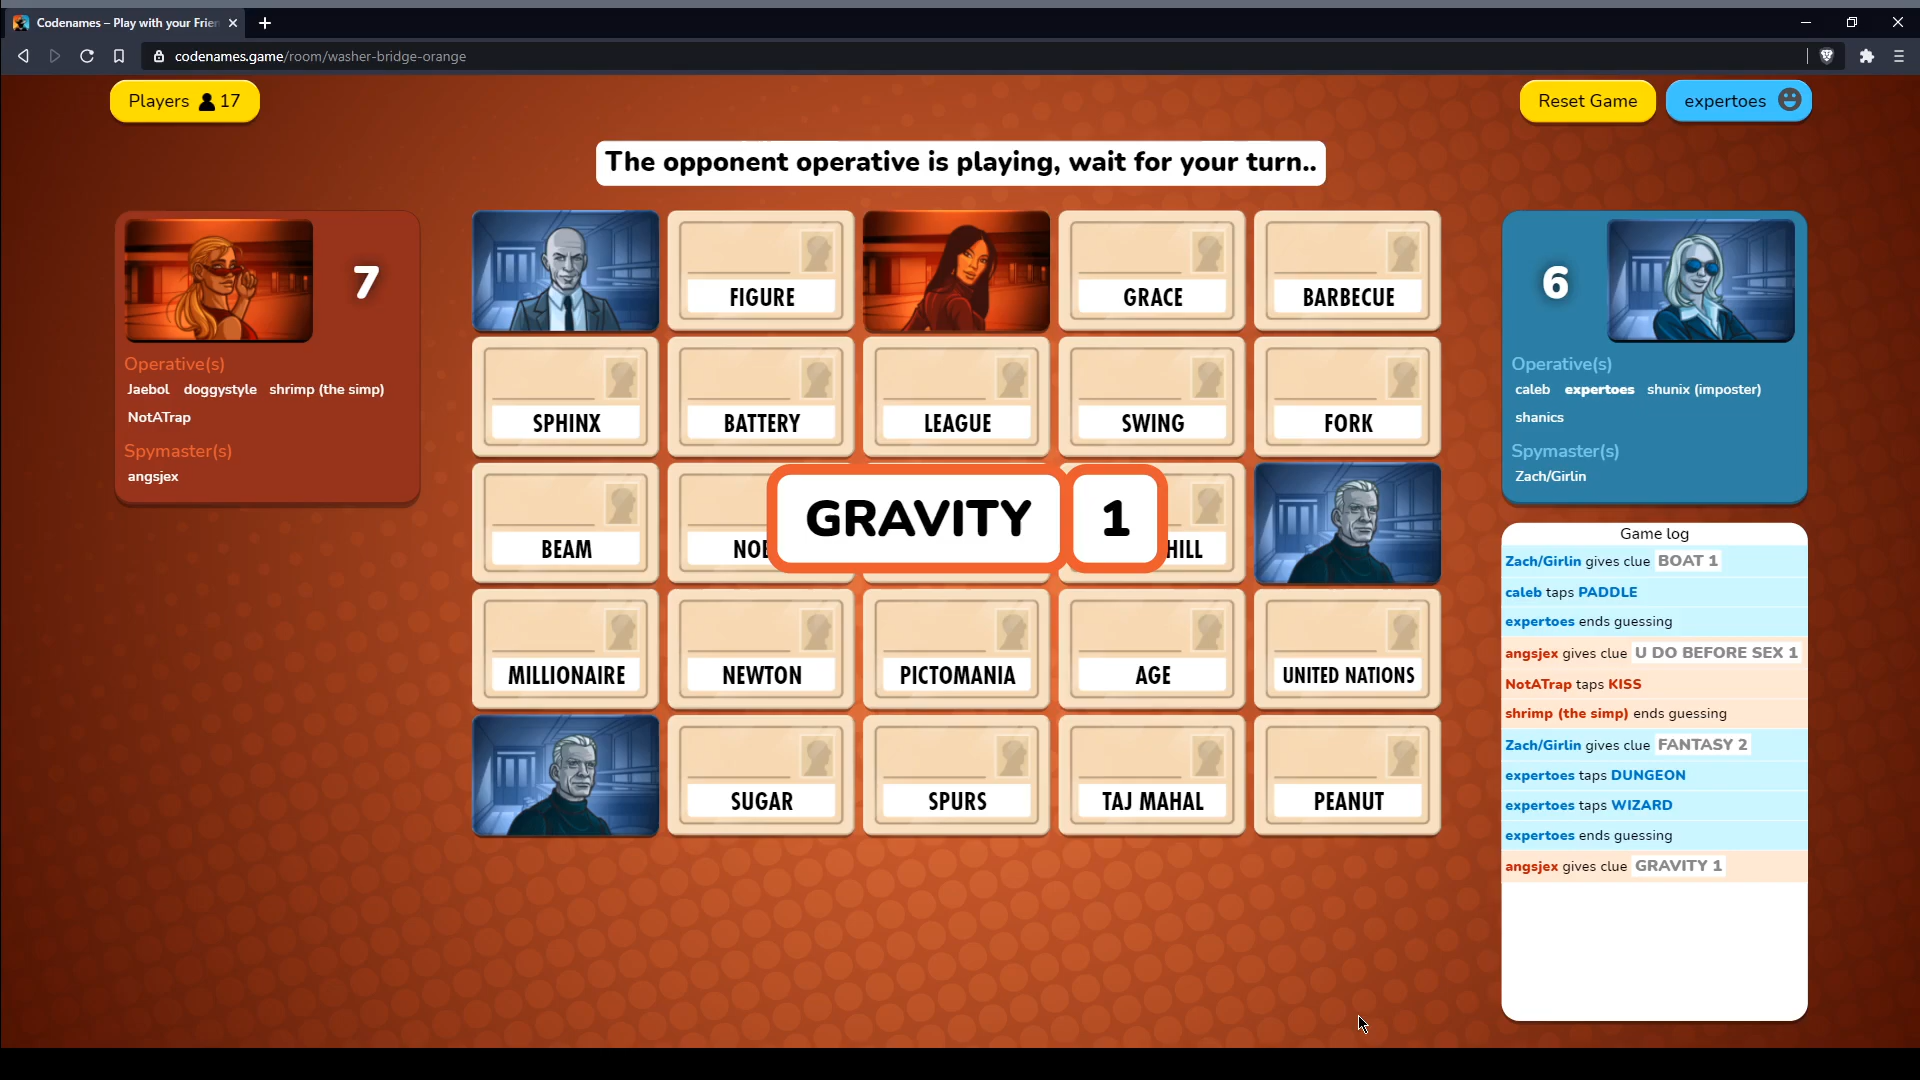 Codenames – Play with your Frien
codenames.game/room/washer-bridge-orange
Players 17
Reset Game
expertoes
The opponent operative is playing, wait for your turn..
7
Operative(s)
Jaebol doggystyle shrimp (the simp)
NotATrap
Spymaster(s)
angsjex
FIGURE
GRACE
BARBECUE
SPHINX
BATTERY
LEAGUE
SWING
FORK
BEAM
GRAVITY 1
HILL
MILLIONAIRE
NEWTON
PICTOMANIA
AGE
UNITED NATIONS
SUGAR
SPURS
TAJ MAHAL
PEANUT
6
Operative(s)
caleb expertoes shunix (imposter)
shanics
Spymaster(s)
Zach/Girlin
Game log
Zach/Girlin gives clue BOAT 1
caleb taps PADDLE
expertoes ends guessing
angsjex gives clue U DO BEFORE SEX 1
NotATrap taps KISS
shrimp (the simp) ends guessing
Zach/Girlin gives clue FANTASY 2
expertoes taps DUNGEON
expertoes taps WIZARD
expertoes ends guessing
angsjex gives clue GRAVITY 1